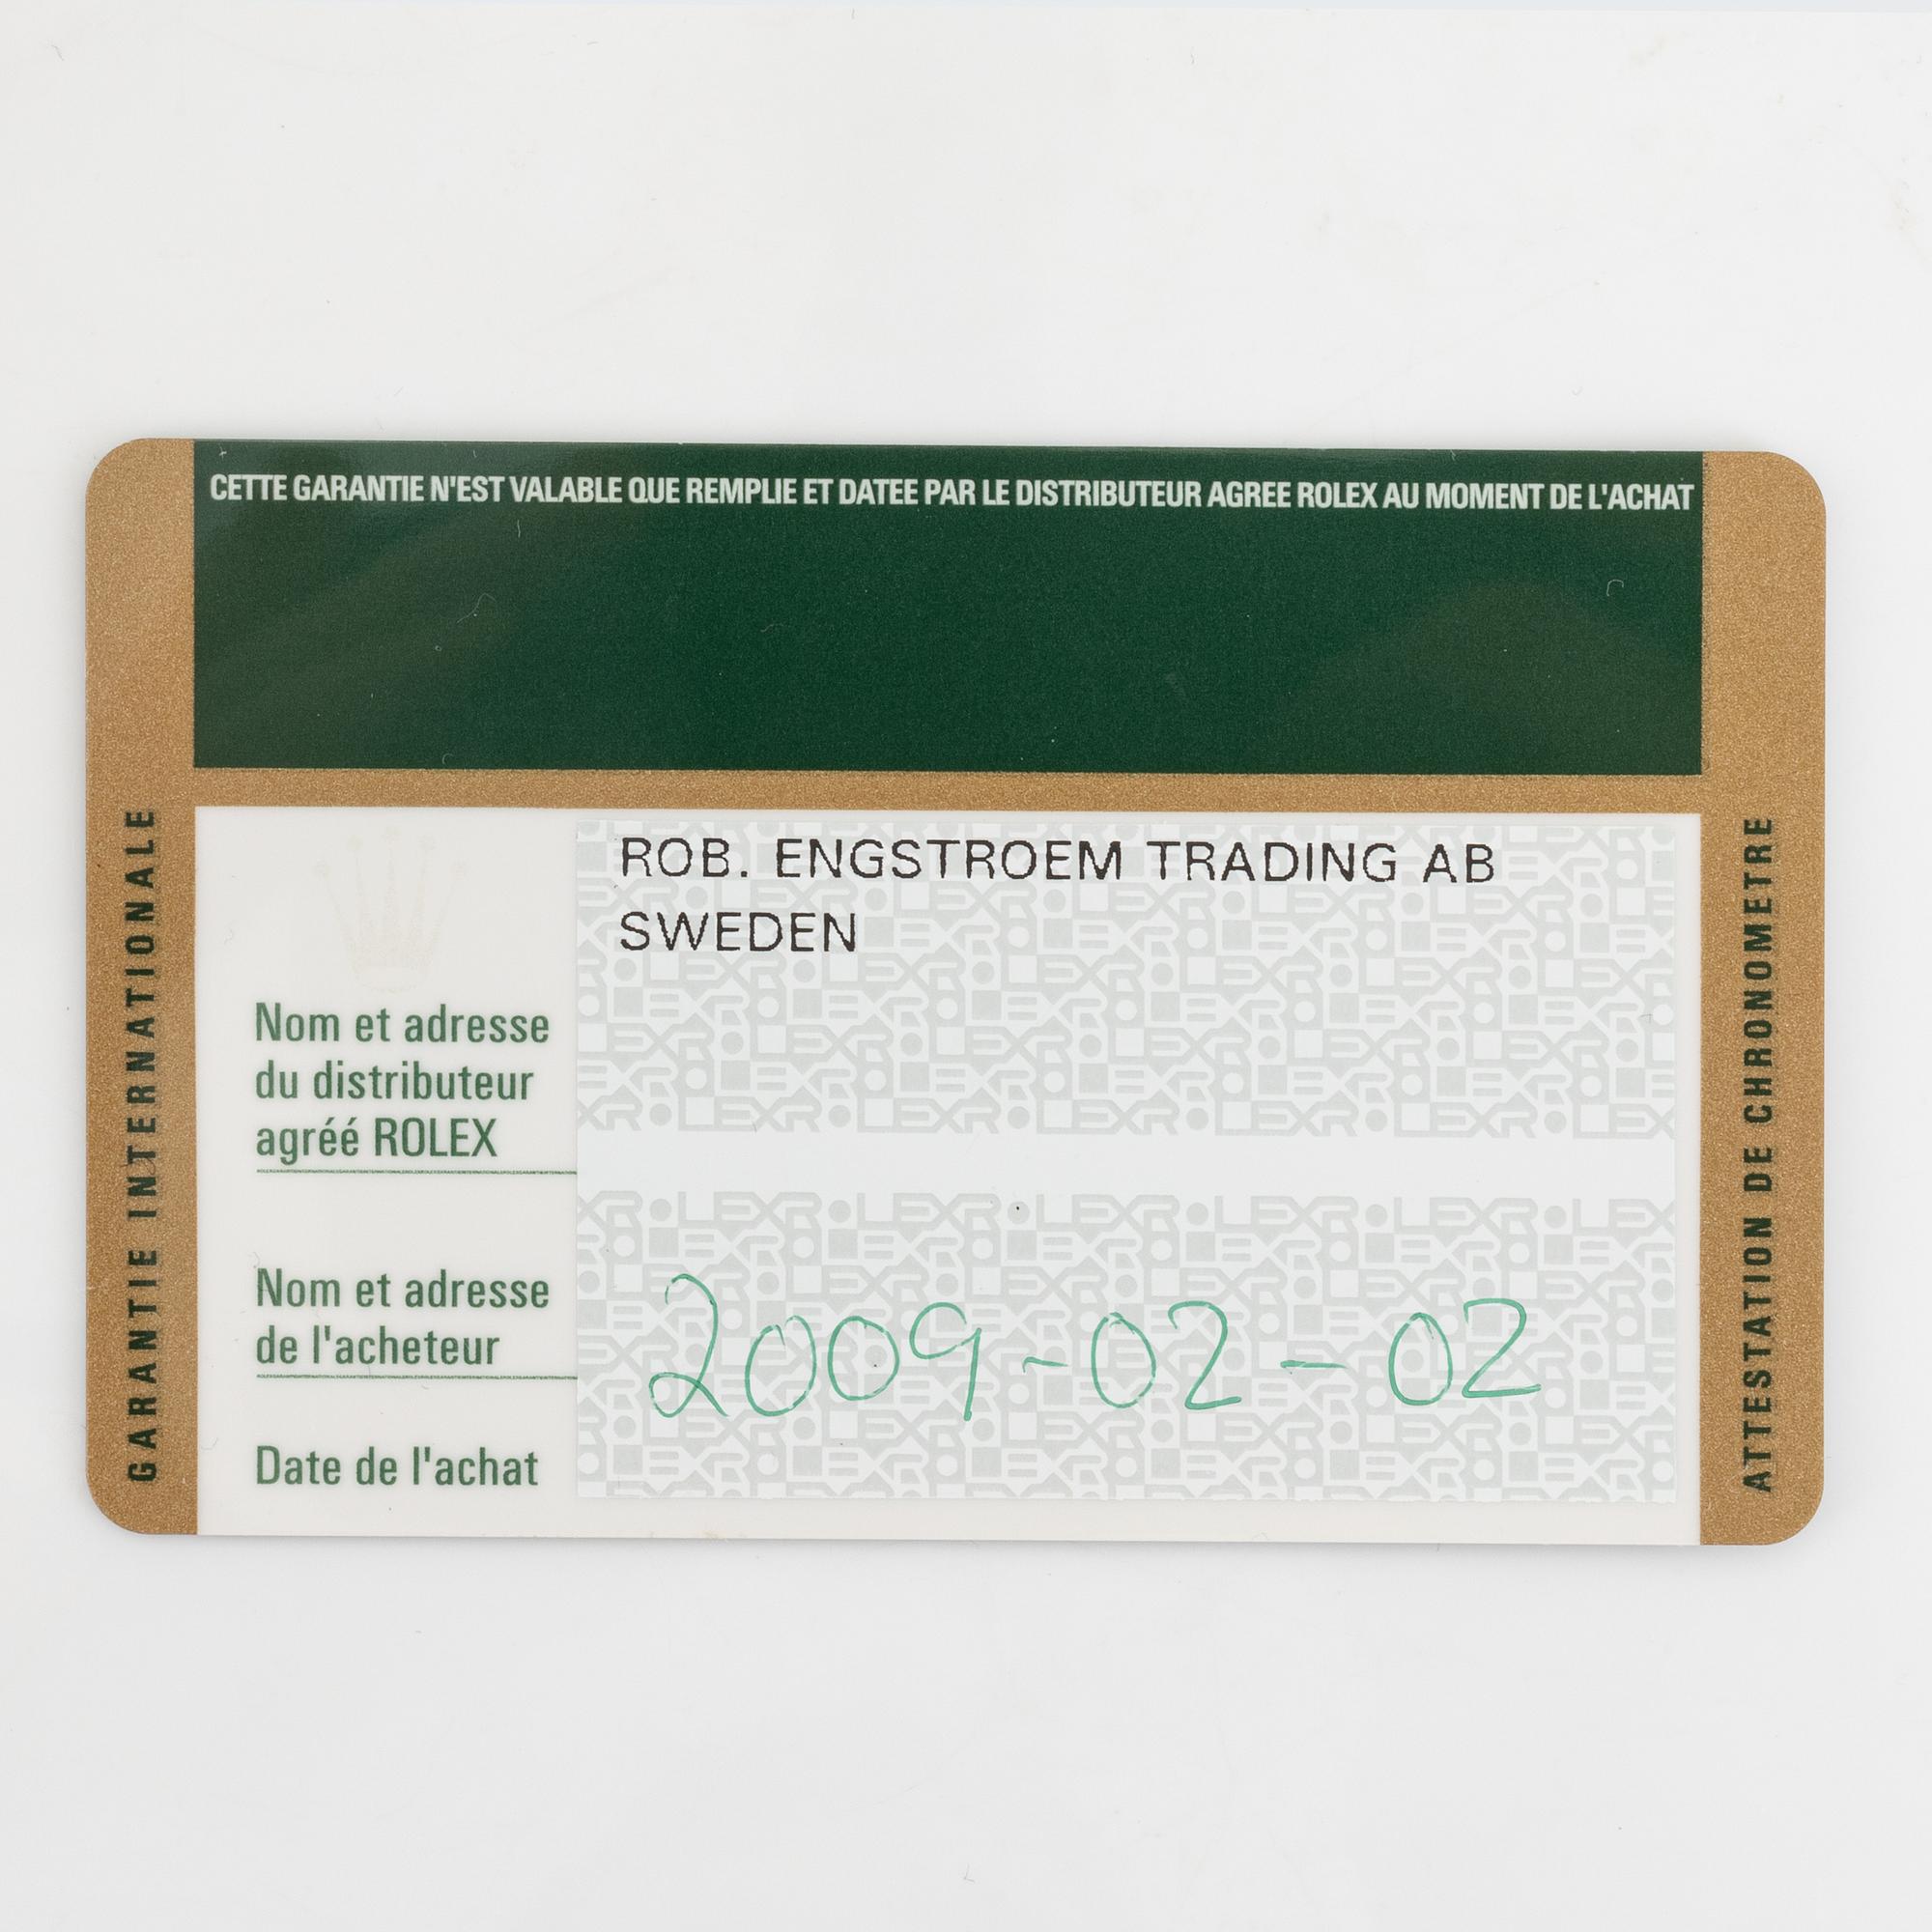 CETTE GARANTIE N'EST VALABLE QUE REMPLIE ET DATEE PAR LE DISTRIBUTEUR AGREE ROLEX AU MOMENT DE L'ACHAT
GARANTIE INTERNATIONALE
ROB. ENGSTROEM TRADING AB
SWEDEN
Nom et adresse
du distributeur
agréé ROLEX
Nom et adresse
de l'acheteur
2009-02-02
Date de l'achat
ATTESTATION DE CHRONOMETRE